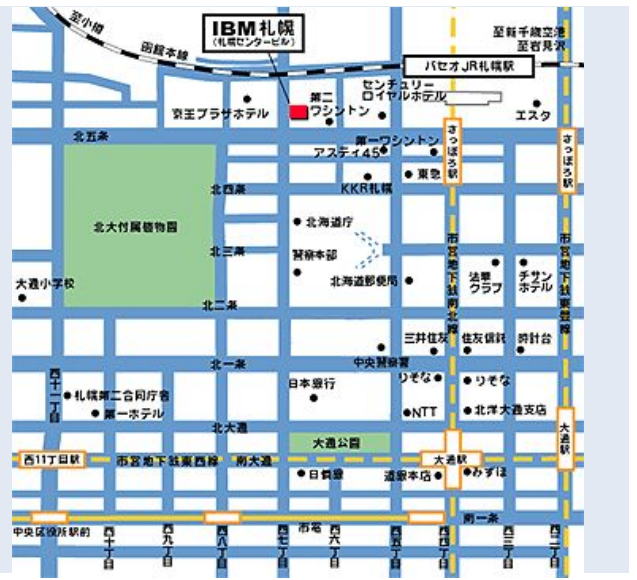 至小樽
函館本線
IBM札幌
(札幌センタービル)
至新千歳空港
至岩見沢
パセオJR札幌駅
京王プラザホテル
第二
ワシントン
センチュリー
ロイヤルホテル
エスタ
北五条
第一ワシントン
アスティ45
さっぽろ駅
さっぽろ駅
東急
北四条
KKR札幌
北大付属植物園
北海道庁
北三条
警察本部
市営地下鉄南北線
市営地下鉄東豊線
大通小学校
北海道郵便局
法華
クラブ
チサン
ホテル
北二条
三井住友
住友信託
時計台
北一条
中央警察署
西十一丁目
札幌第二合同庁舎
第一ホテル
日本銀行
りそな
りそな
NTT
北洋大通支店
北大通
大通公園
大通駅
西11丁目駅
市営地下鉄東西線
南大通
大通駅
日債銀
道銀本店
みずほ
中央区役所駅前
市電
南一条
西十丁目
西九丁目
西八丁目
西七丁目
西六丁目
西五丁目
西四丁目
西三丁目
西二丁目